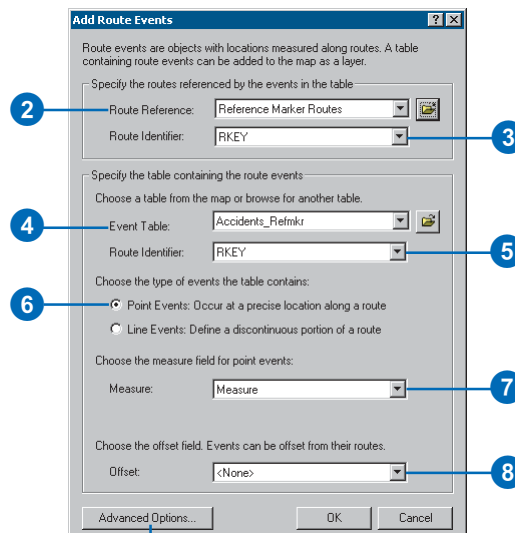 Add Route Events
Route events are objects with locations measured along routes. A table
containing route events can be added to the map as a layer.
Specify the routes referenced by the events in the table
2
Route Reference: Reference Marker Routes
Route Identifier: RKEY
3
Specify the table containing the route events
Choose a table from the map or browse for another table.
4
Event Table: Accidents_Refmkr
Route Identifier: RKEY
5
Choose the type of events the table contains:
6
Point Events: Occur at a precise location along a route
Line Events: Define a discontinuous portion of a route
Choose the measure field for point events:
Measure: Measure
7
Choose the offset field. Events can be offset from their routes.
Offset: <None>
8
Advanced Options... OK Cancel